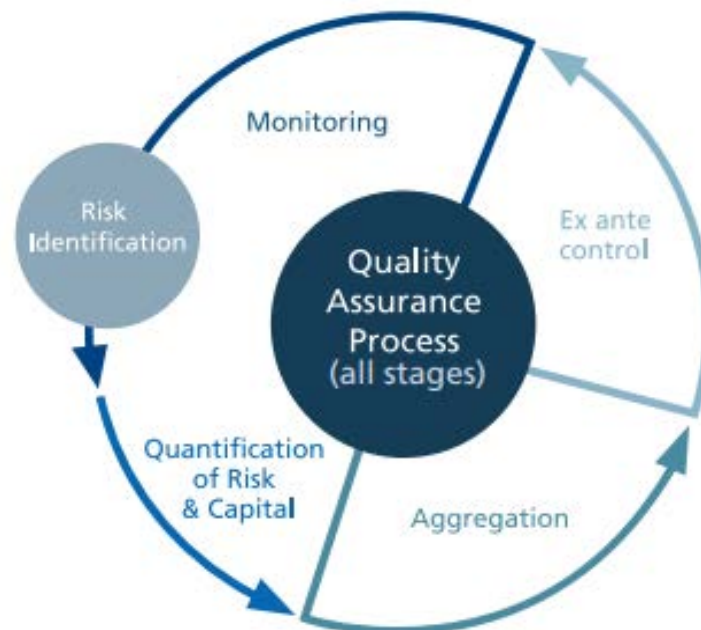 Monitoring
Risk
Identification
Ex ante
control
Quality
Assurance
Process
(all stages)
Quantification
of Risk
& Capital
Aggregation